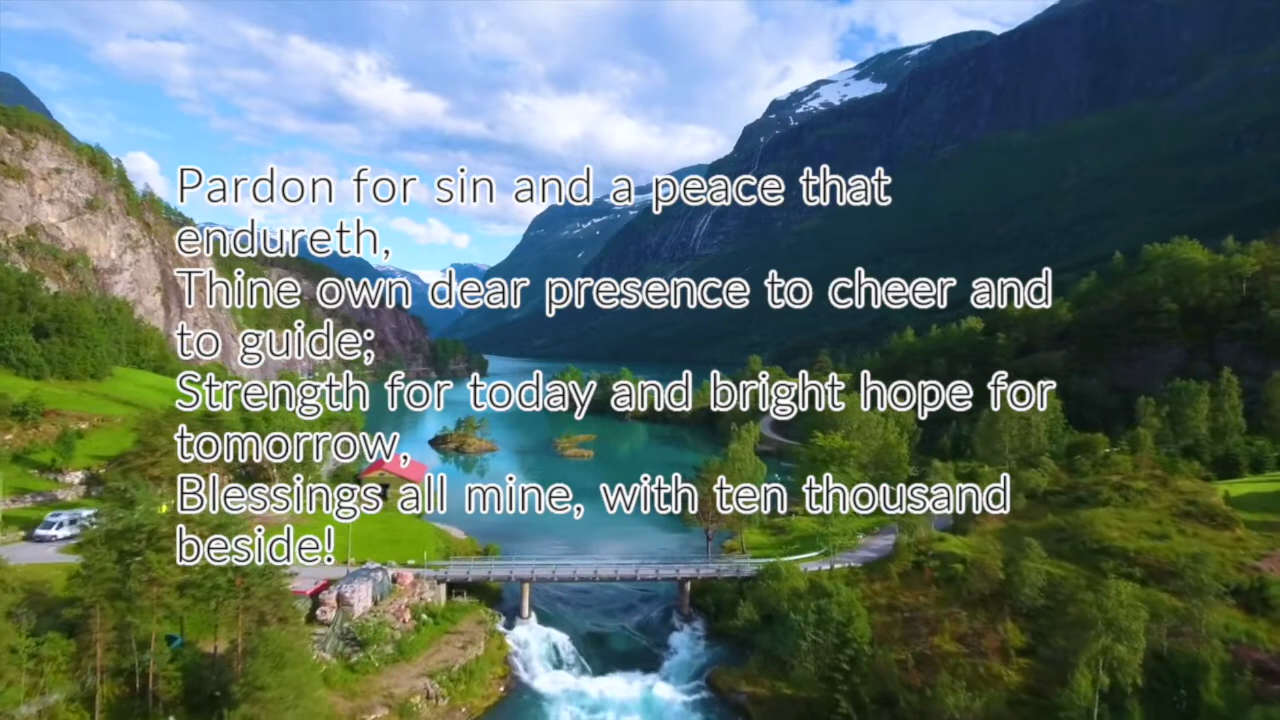 Pardon for sin and a peace that
endureth,
Thine own dear presence to cheer and
to guide;
Strength for today and bright hope for
tomorrow,
Blessings all mine, with ten thousand
beside!